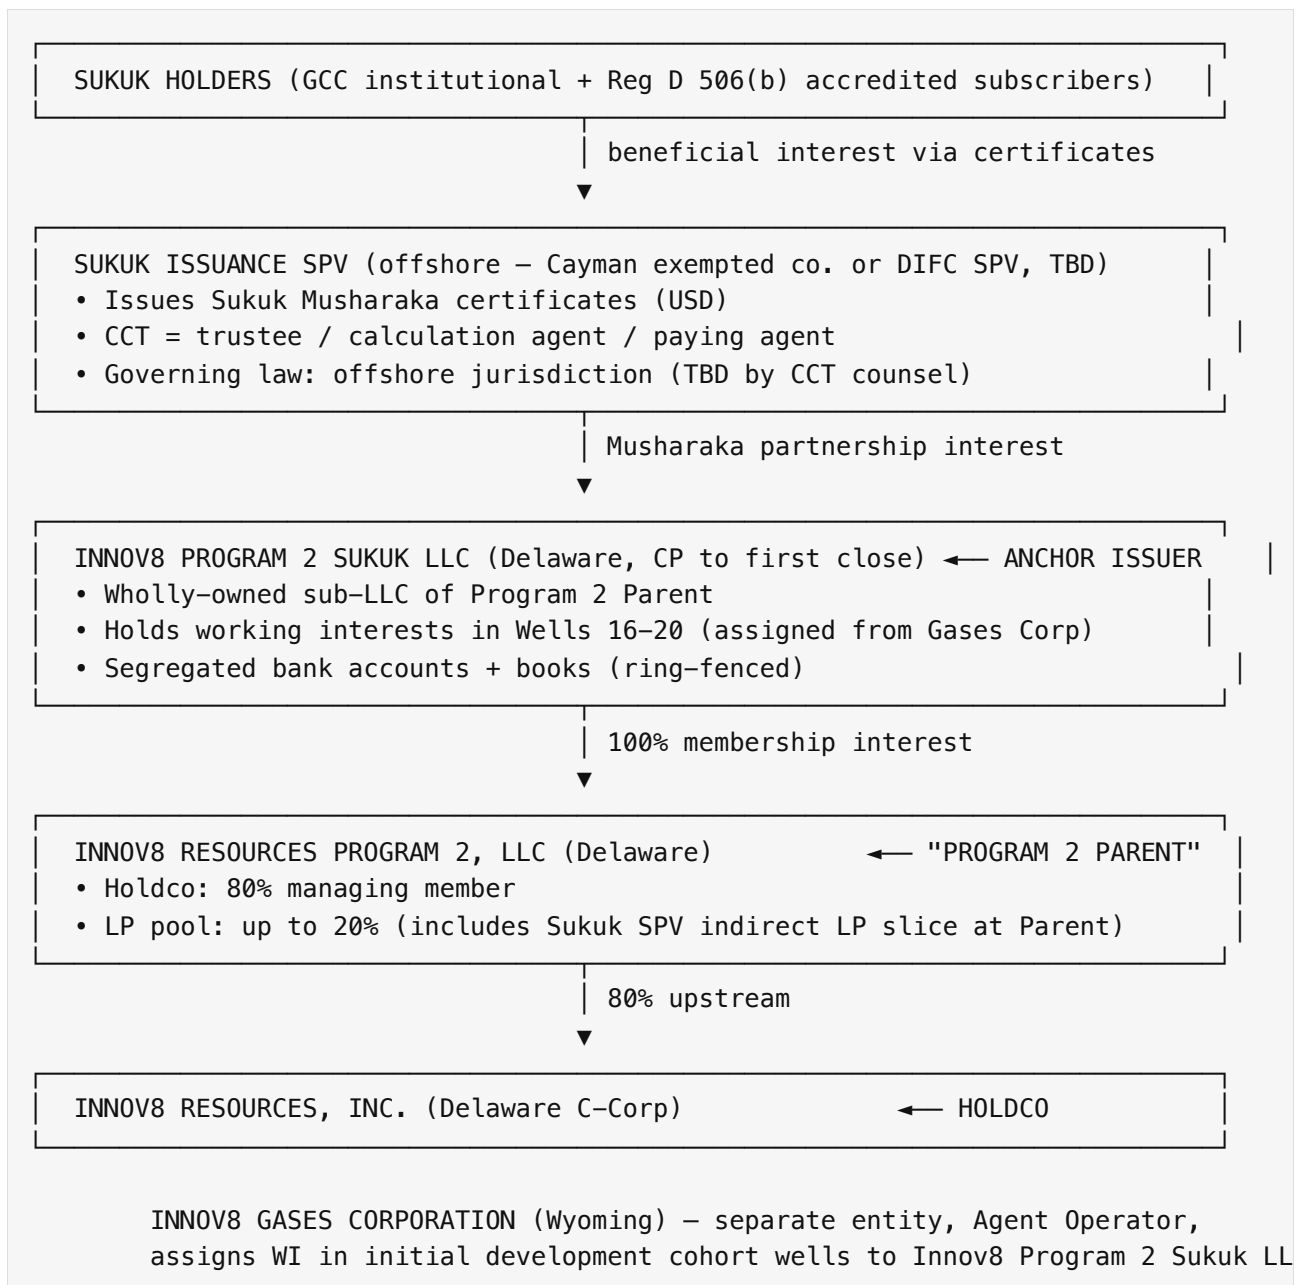 SUKUK HOLDERS (GCC institutional + Reg D 506(b) accredited subscribers)
beneficial interest via certificates
▼
SUKUK ISSUANCE SPV (offshore — Cayman exempted co. or DIFC SPV, TBD)
• Issues Sukuk Musharaka certificates (USD)
• CCT = trustee / calculation agent / paying agent
• Governing law: offshore jurisdiction (TBD by CCT counsel)
Musharaka partnership interest
▼
INNOV8 PROGRAM 2 SUKUK LLC (Delaware, CP to first close) ◄── ANCHOR ISSUER
• Wholly-owned sub-LLC of Program 2 Parent
• Holds working interests in Wells 16–20 (assigned from Gases Corp)
• Segregated bank accounts + books (ring-fenced)
100% membership interest
▼
INNOV8 RESOURCES PROGRAM 2, LLC (Delaware) ◄── "PROGRAM 2 PARENT"
• Holdco: 80% managing member
• LP pool: up to 20% (includes Sukuk SPV indirect LP slice at Parent)
80% upstream
▼
INNOV8 RESOURCES, INC. (Delaware C-Corp) ◄── HOLDCO
INNOV8 GASES CORPORATION (Wyoming) — separate entity, Agent Operator,
assigns WI in initial development cohort wells to Innov8 Program 2 Sukuk LL